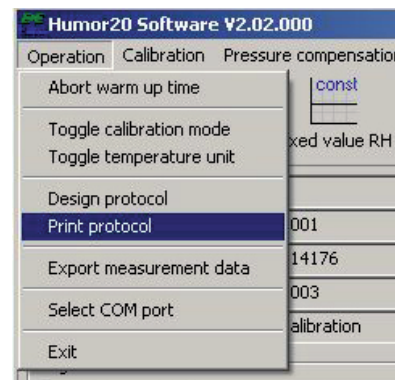 Humor20 Software V2.02.000
Operation Calibration Pressure compensatio
Abort warm up time
const
Toggle calibration mode
xed value RH
Toggle temperature unit
Design protocol
Print protocol
001
14176
Export measurement data
003
Select COM port
alibration
Exit